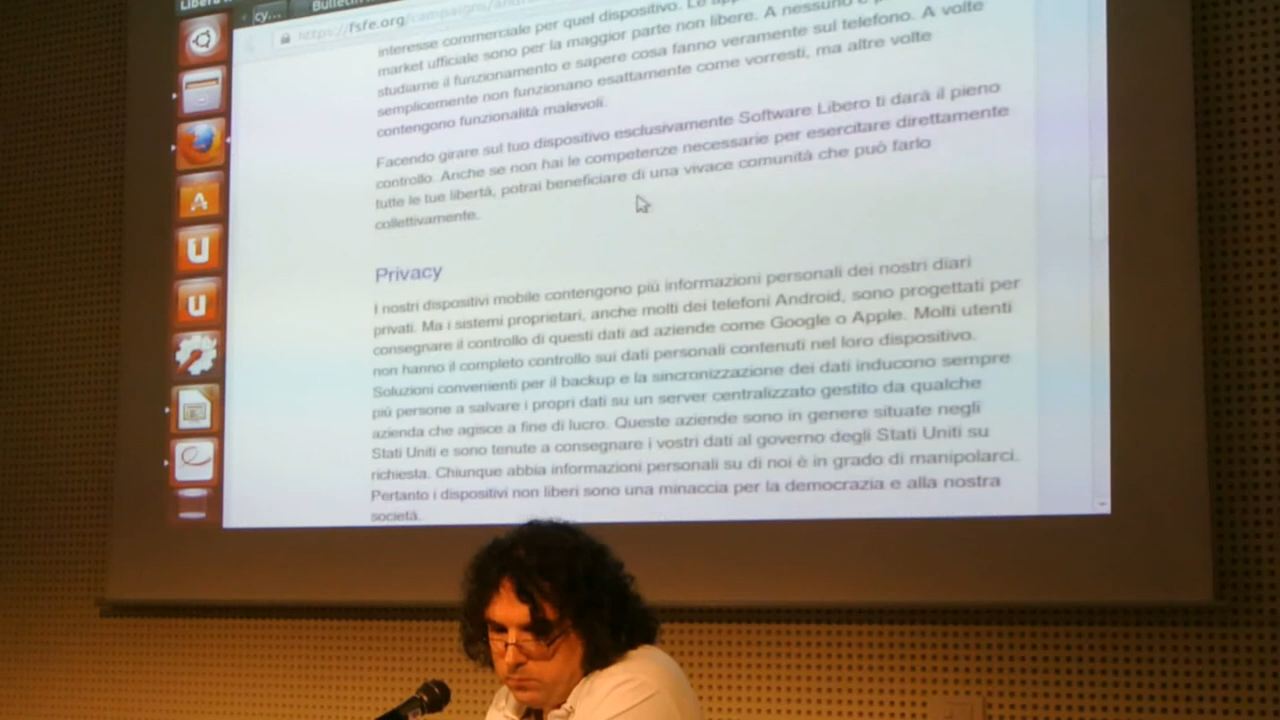 Libero
cy...
Bulletin
https://fsfe.org/campaigns/andr
interesse commerciale per quel dispositivo. Le app
market ufficiale sono per la maggior parte non libere. A nessuno è
studiarne il funzionamento e sapere cosa fanno veramente sul telefono. A volte
semplicemente non funzionano esattamente come vorresti, ma altre volte
contengono funzionalità malevoli.
Facendo girare sul tuo dispositivo esclusivamente Software Libero ti darà il pieno
controllo. Anche se non hai le competenze necessarie per esercitare direttamente
tutte le tue libertà, potrai beneficiare di una vivace comunità che può farlo
collettivamente.
Privacy
I nostri dispositivi mobile contengono più informazioni personali dei nostri diari
privati. Ma i sistemi proprietari, anche molti dei telefoni Android, sono progettati per
consegnare il controllo di questi dati ad aziende come Google o Apple. Molti utenti
non hanno il completo controllo sui dati personali contenuti nel loro dispositivo.
Soluzioni convenienti per il backup e la sincronizzazione dei dati inducono sempre
più persone a salvare i propri dati su un server centralizzato gestito da qualche
azienda che agisce a fine di lucro. Queste aziende sono in genere situate negli
Stati Uniti e sono tenute a consegnare i vostri dati al governo degli Stati Uniti su
richiesta. Chiunque abbia informazioni personali su di noi è in grado di manipolarci.
Pertanto i dispositivi non liberi sono una minaccia per la democrazia e alla nostra
società.